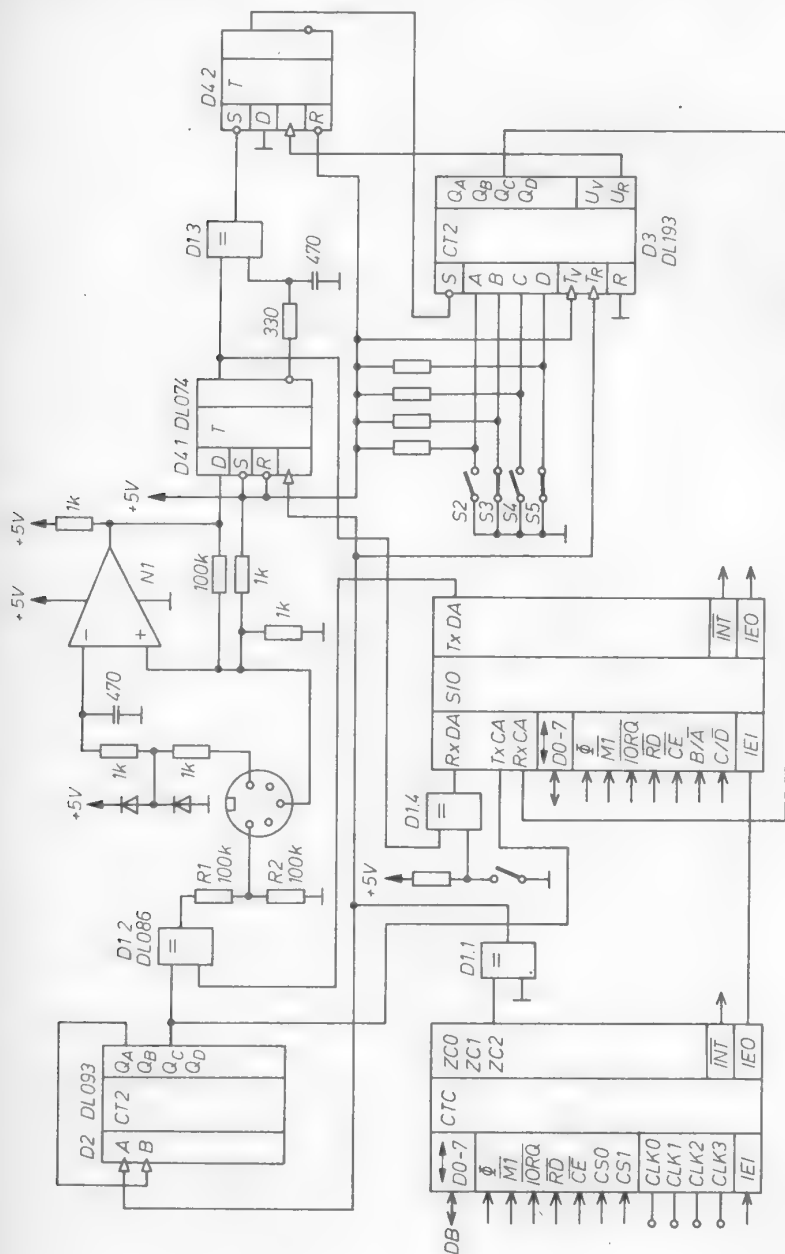 D2 DL093
A
B
CT2
QA
QB
QC
QD
D1 2
DL086
=
R1
100k
R2
100k
+5V
1k
1k
470
+5V
+5V
1k
-
+
N1
100k
1k
1k
+5V
D4 1 DL074
D
S
R
T
330
470
D1 3
=
D4 2
S
D
R
T
CTC
D0-7
DB
Φ
M1
IORQ
RD
CE
CS0
CS1
CLK0
CLK1
CLK2
CLK3
IEI
ZC0
ZC1
ZC2
INT
IEO
D1.1
=
+5V
D1.4
=
SIO
RxDA
TxCA
RxCA
D0-7
Φ
M1
IORQ
RD
CE
B/A
C/D
IEI
TxDA
INT
IEO
S2
S3
S4
S5
CT2
S
A
B
C
D
TV
TR
R
QA
QB
QC
QD
UV
UR
D3
DL193